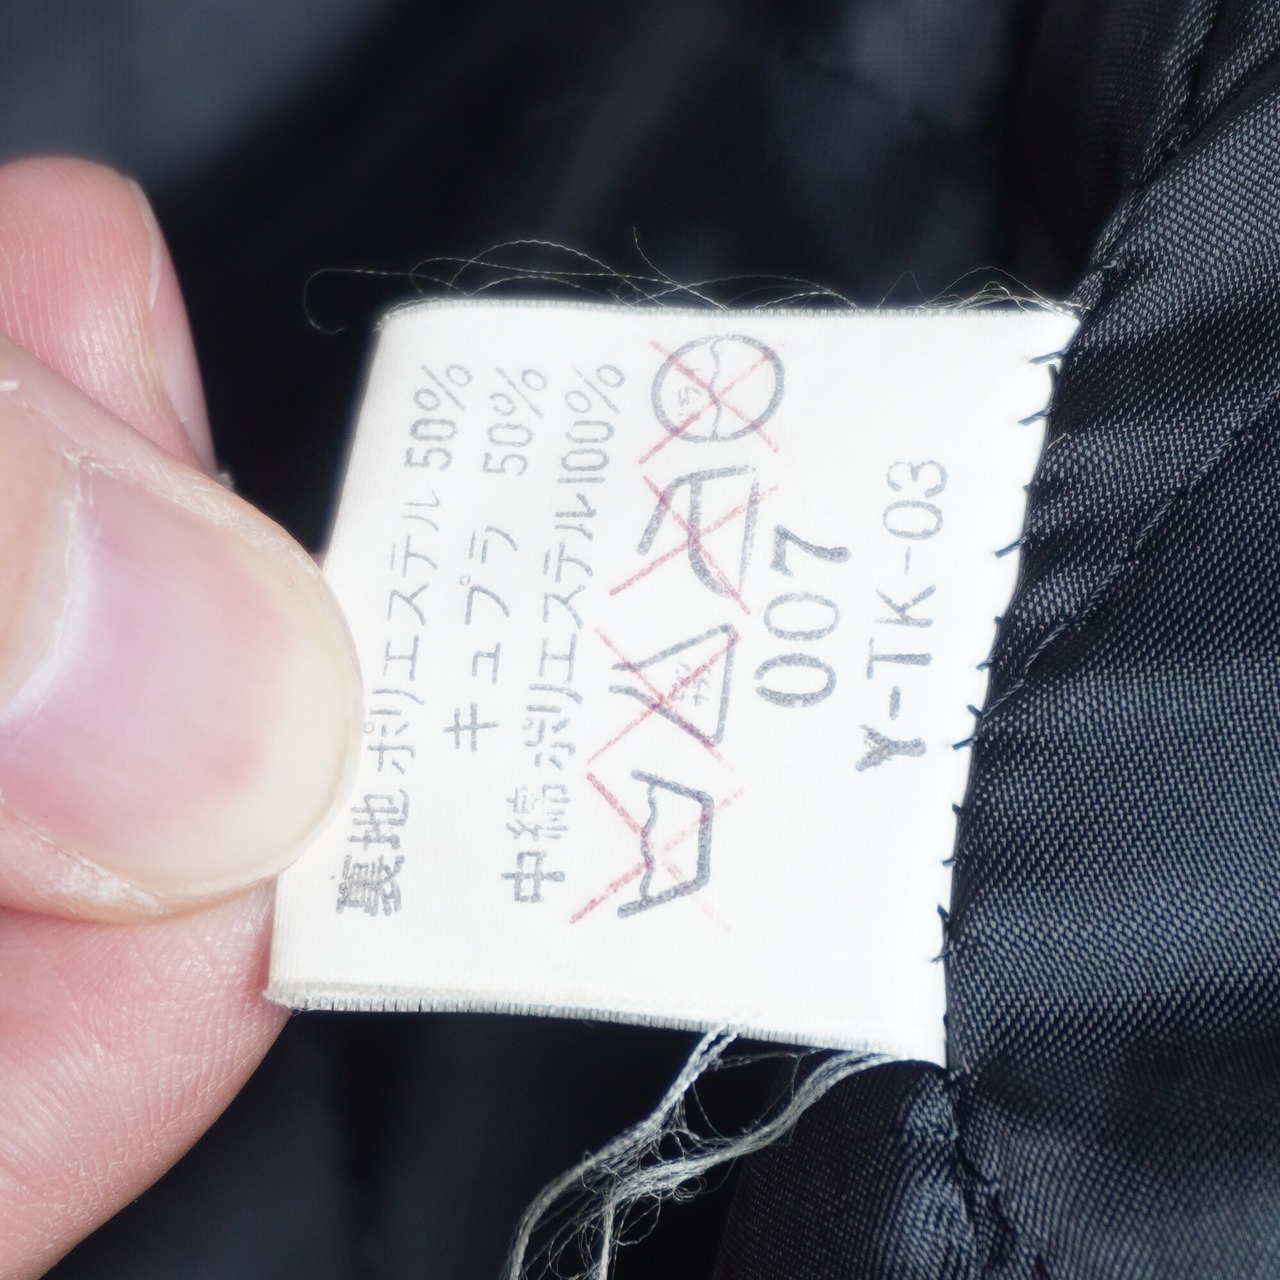 裏地 ポリエステル 50%
キュプラ 50%
中綿 ポリエステル100%
007
Y-TK-03